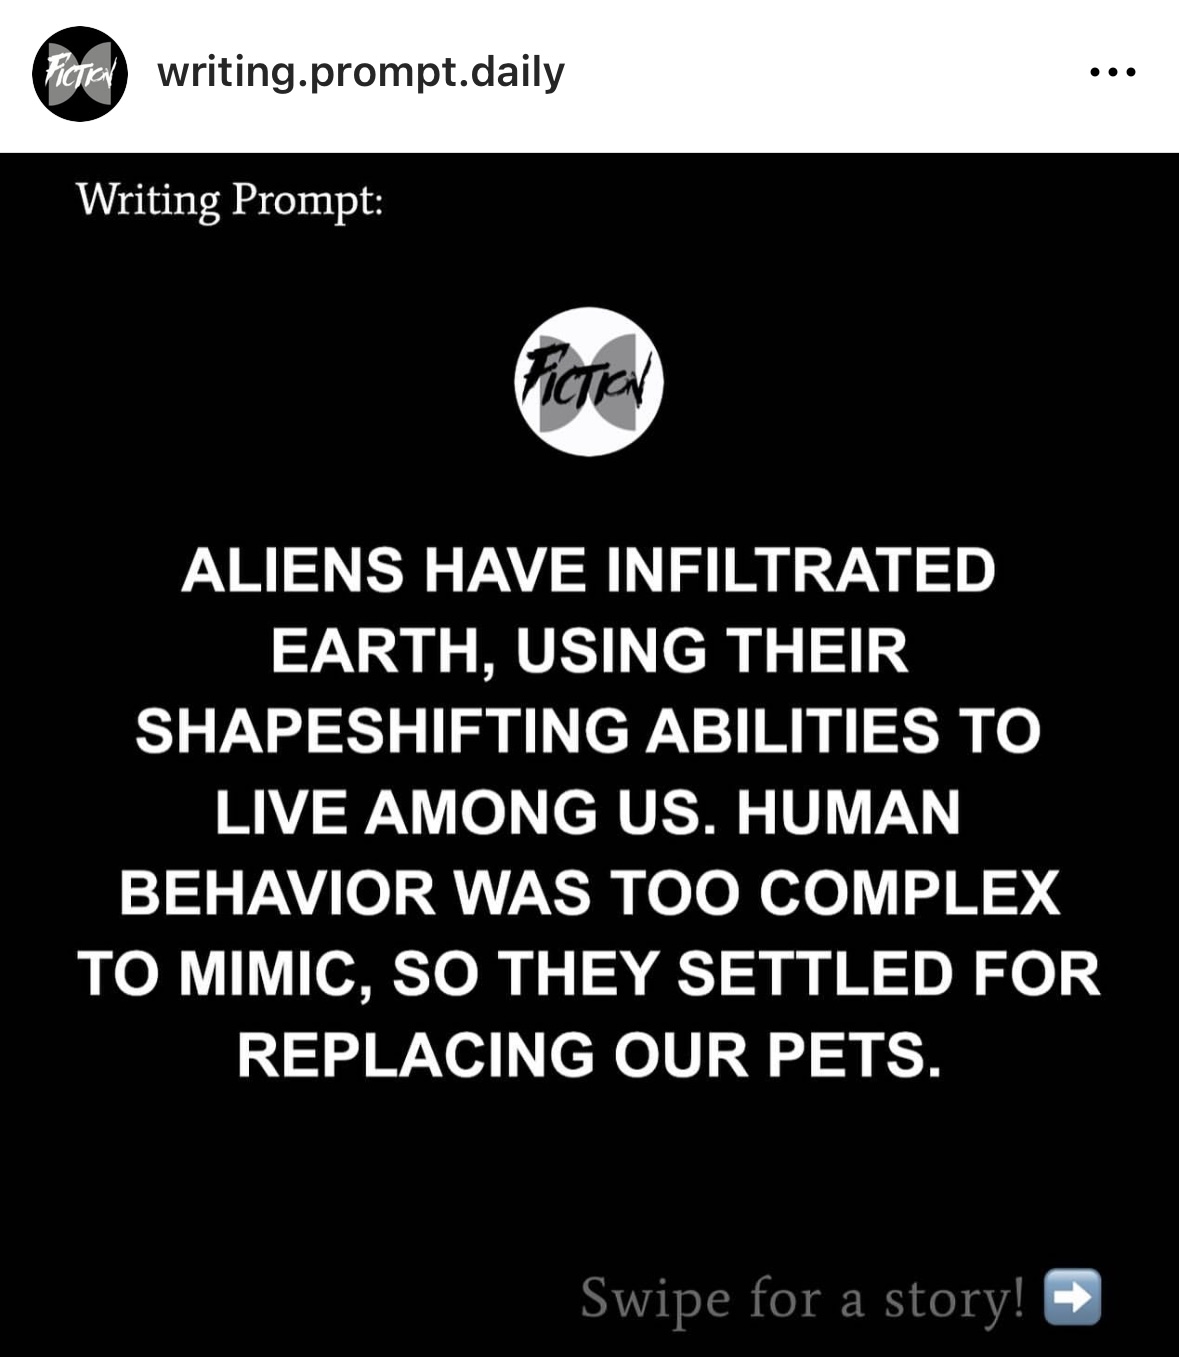 FICTION
writing.prompt.daily
Writing Prompt:
FICTION
ALIENS HAVE INFILTRATED
EARTH, USING THEIR
SHAPESHIFTING ABILITIES TO
LIVE AMONG US. HUMAN
BEHAVIOR WAS TOO COMPLEX
TO MIMIC, SO THEY SETTLED FOR
REPLACING OUR PETS.
Swipe for a story! ➡️